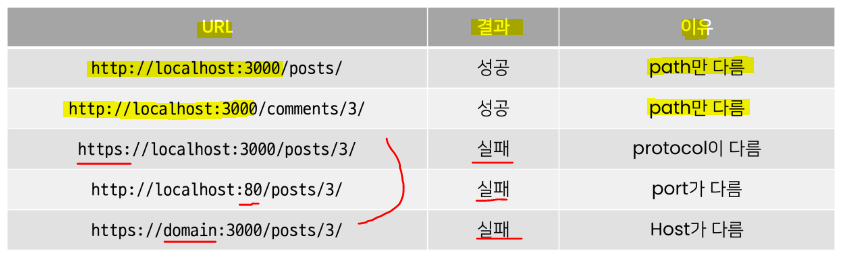 URL 결과 이유
http://localhost:3000/posts/ 성공 path만 다름
http://localhost:3000/comments/3/ 성공 path만 다름
https://localhost:3000/posts/3/ 실패 protocol이 다름
http://localhost:80/posts/3/ 실패 port가 다름
https://domain:3000/posts/3/ 실패 Host가 다름